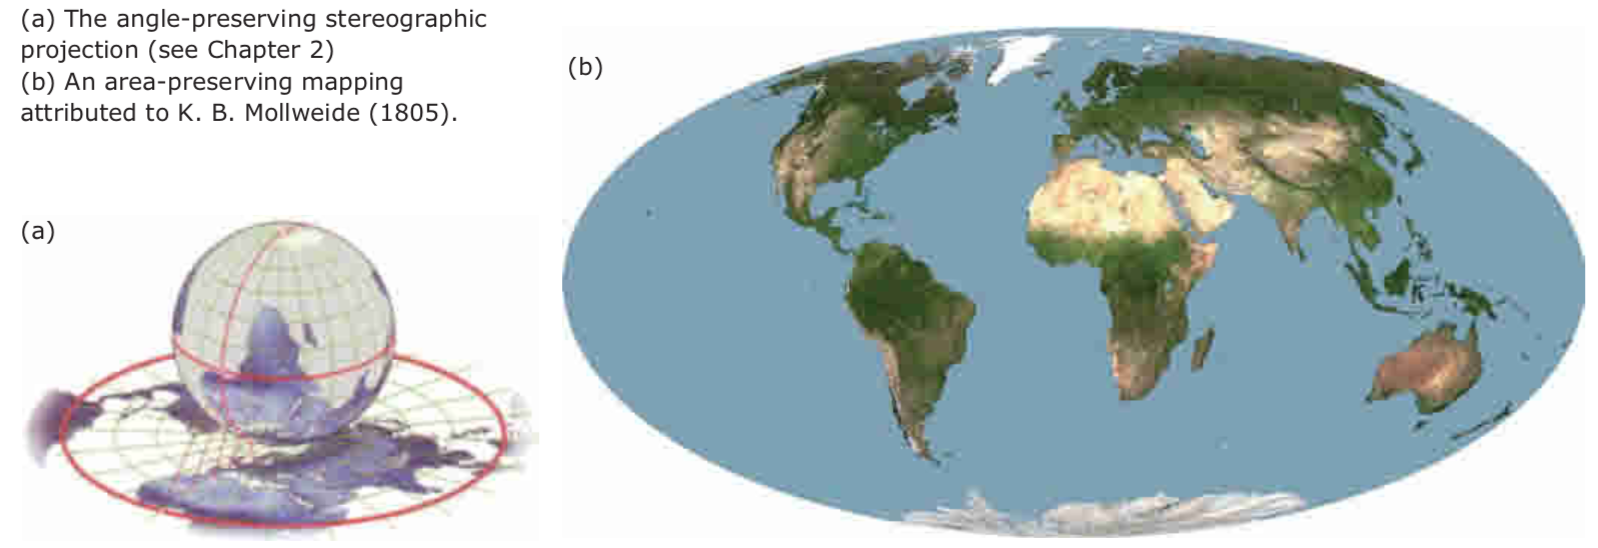 (a) The angle-preserving stereographic
projection (see Chapter 2)
(b) An area-preserving mapping
attributed to K. B. Mollweide (1805).
(b)
(a)